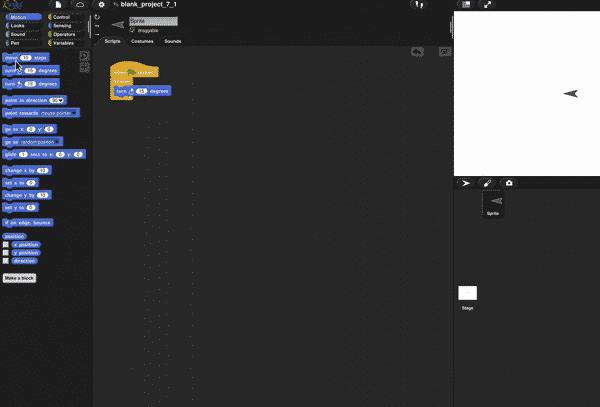 blank_project_7_1
Motion
Control
Looks
Sensing
Sound
Operators
Pen
Variables
Sprite
draggable
Scripts Costumes Sounds
move 10 steps
turn 15 degrees
turn 15 degrees
point in direction 90
point towards mouse-pointer
go to x: 0 y: 0
go to random position
glide 1 secs to x: 0 y: 0
change x by 10
set x to 0
change y by 10
set y to 0
if on edge, bounce
position
x position
y position
direction
Make a block
when clicked
turn 15 degrees
Sprite
Stage